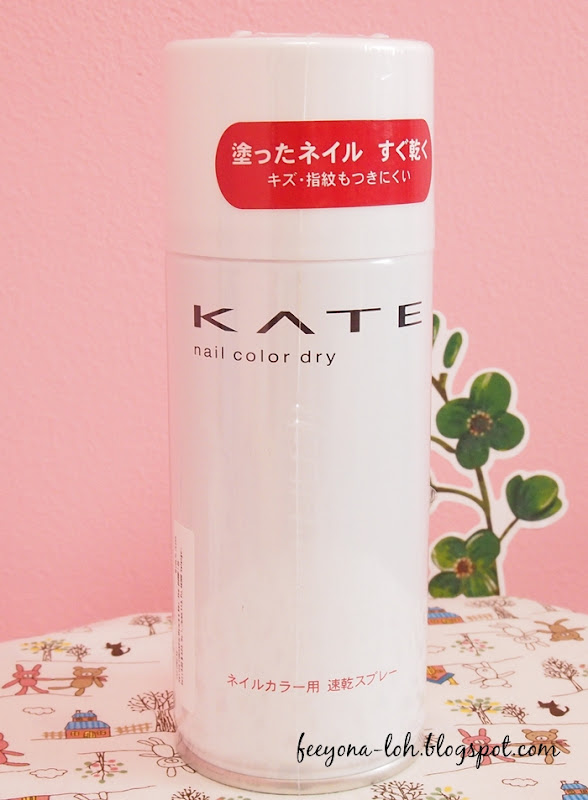 塗ったネイル すぐ乾く
キズ・指紋もつきにくい
KATE
nail color dry
ネイルカラー用 速乾スプレー
feeyona-loh.blogspot.com